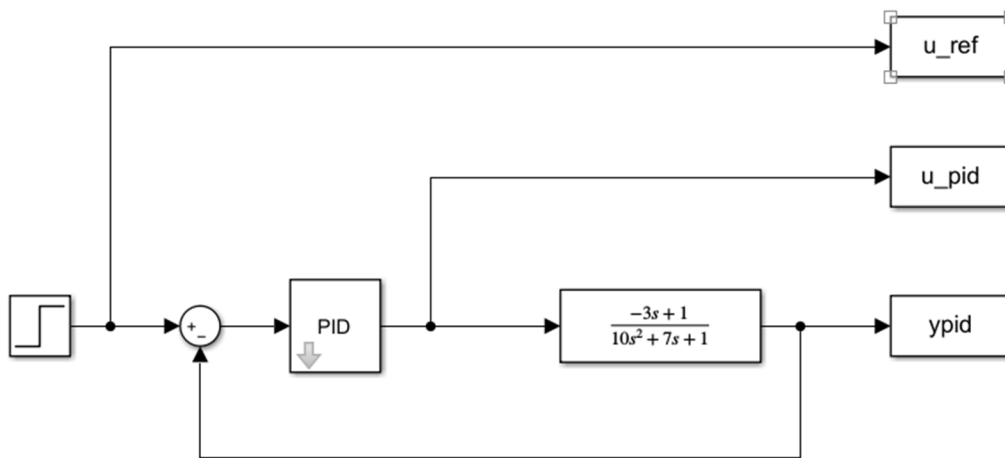 u_ref
u_pid
+
−
PID
−3s + 1
10s² + 7s + 1
ypid